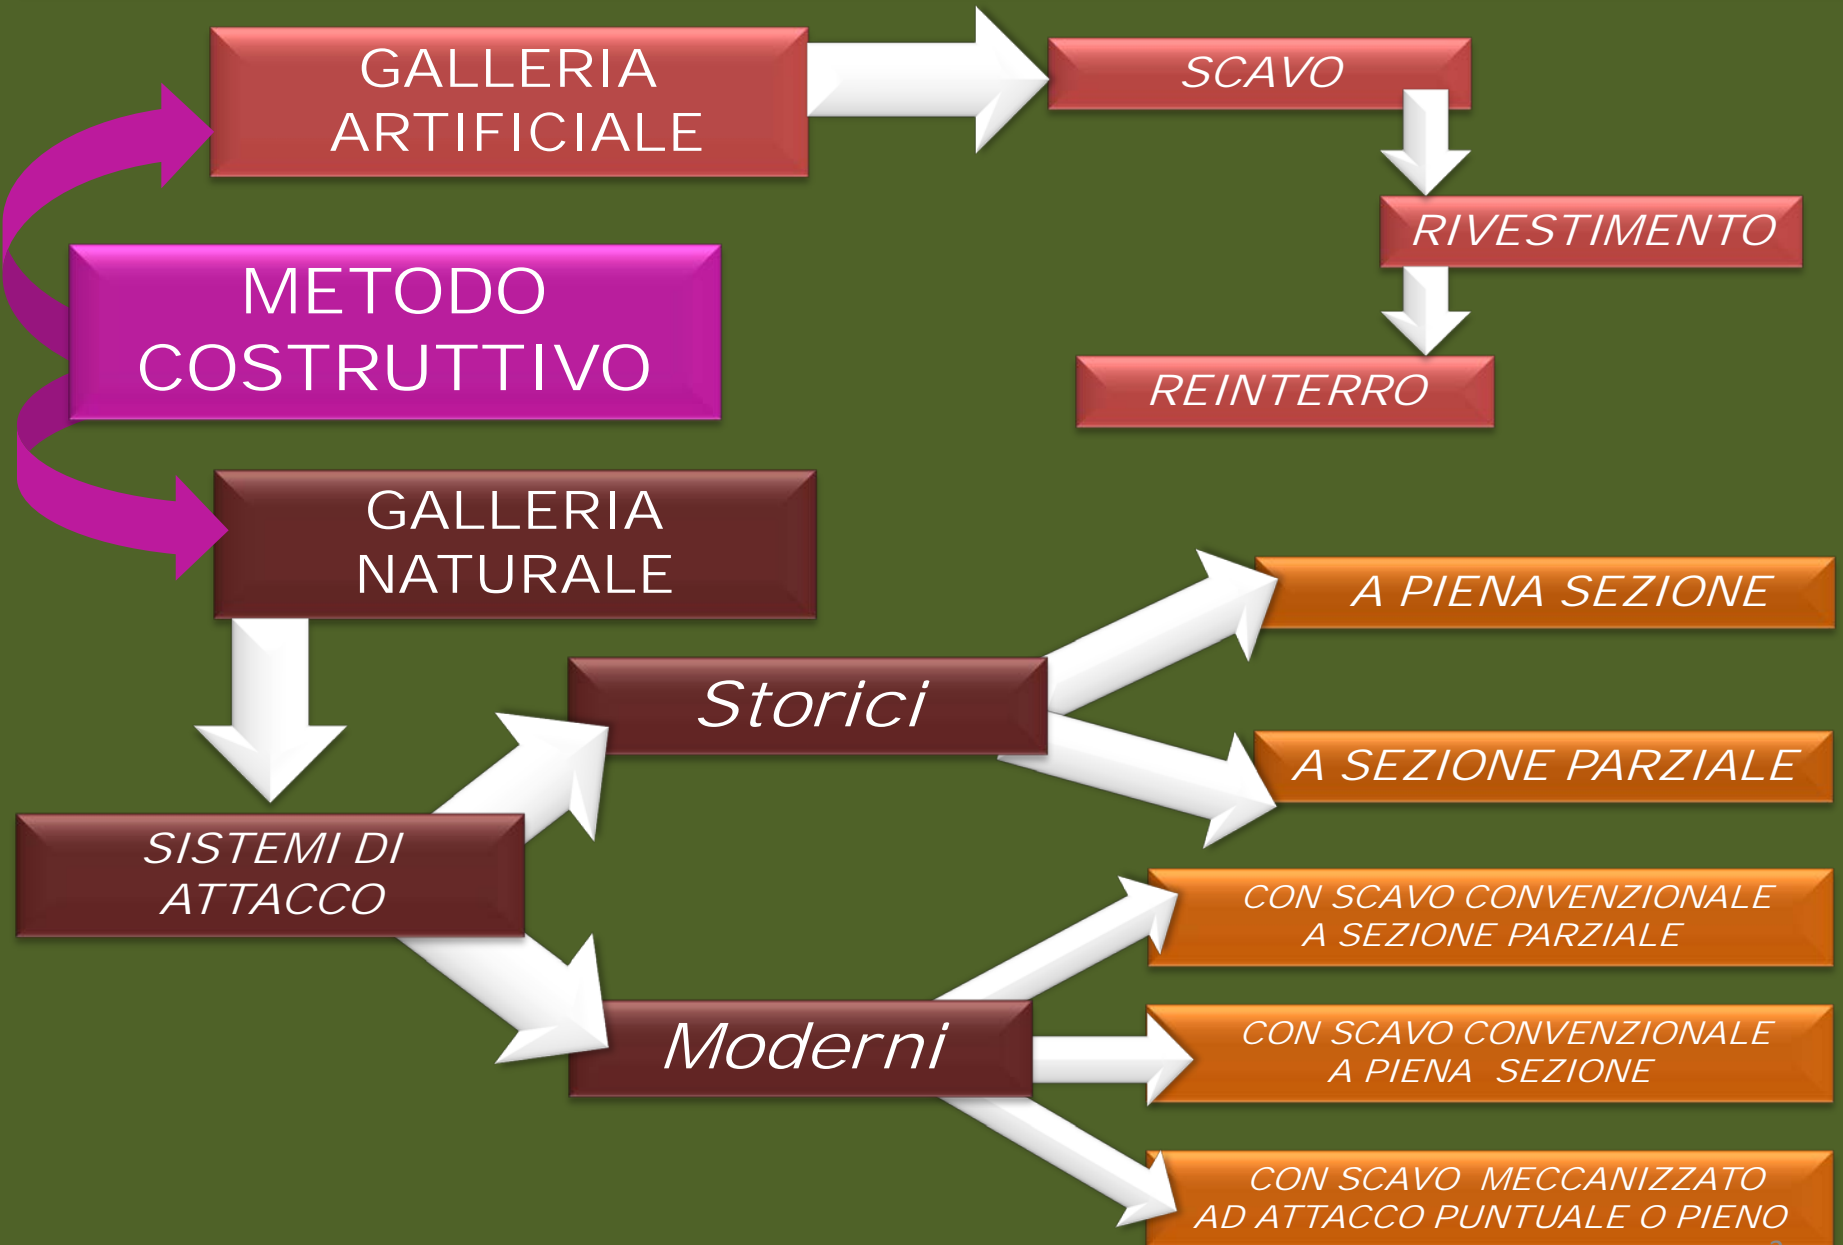 GALLERIA
ARTIFICIALE
SCAVO
RIVESTIMENTO
REINTERRO
METODO
COSTRUTTIVO
GALLERIA
NATURALE
SISTEMI DI
ATTACCO
Storici
A PIENA SEZIONE
A SEZIONE PARZIALE
Moderni
CON SCAVO CONVENZIONALE
A SEZIONE PARZIALE
CON SCAVO CONVENZIONALE
A PIENA SEZIONE
CON SCAVO MECCANIZZATO
AD ATTACCO PUNTUALE O PIENO